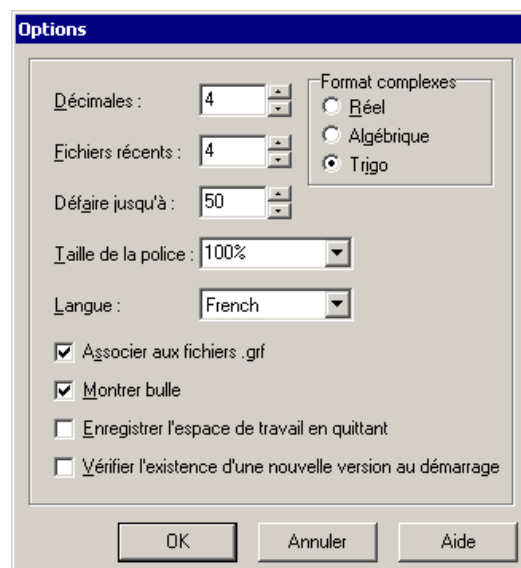 Options
Décimales : 4
Format complexes
Réel
Algébrique
Trigo
Fichiers récents : 4
Défaire jusqu'à : 50
Taille de la police : 100%
Langue : French
Associer aux fichiers .grf
Montrer bulle
Enregistrer l'espace de travail en quittant
Vérifier l'existence d'une nouvelle version au démarrage
OK Annuler Aide